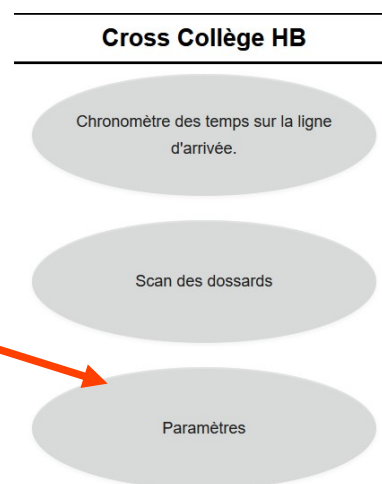 Cross Collège HB
Chronomètre des temps sur la ligne
d'arrivée.
Scan des dossards
Paramètres